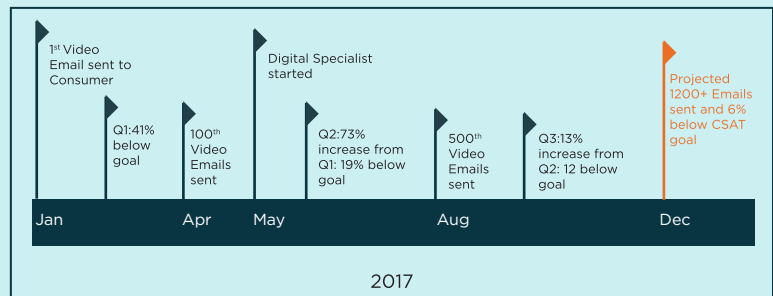 1st Video
Email sent to
Consumer
Q1:41%
below
goal
100th
Video
Emails
sent
Digital Specialist
started
Q2:73%
increase from
Q1: 19% below
goal
500th
Video
Emails
sent
Q3:13%
increase from
Q2: 12 below
goal
Projected
1200+ Emails
sent and 6%
below CSAT
goal
Jan
Apr
May
Aug
Dec
2017